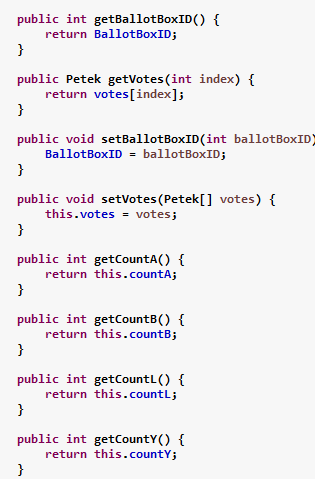 public int getBallotBoxID() {
return BallotBoxID;
}
public Petek getVotes(int index) {
return votes[index];
}
public void setBallotBoxID(int ballotBoxID)
BallotBoxID = ballotBoxID;
}
public void setVotes(Petek[] votes) {
this.votes = votes;
}
public int getCountA() {
return this.countA;
}
public int getCountB() {
return this.countB;
}
public int getCountL() {
return this.countL;
}
public int getCountY() {
return this.countY;
}